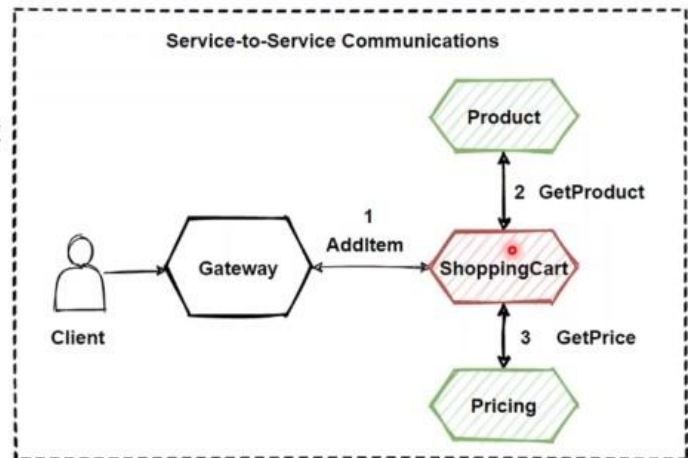 Service-to-Service Communications
Product
2 GetProduct
1
AddItem
Gateway
ShoppingCart
Client
3 GetPrice
Pricing